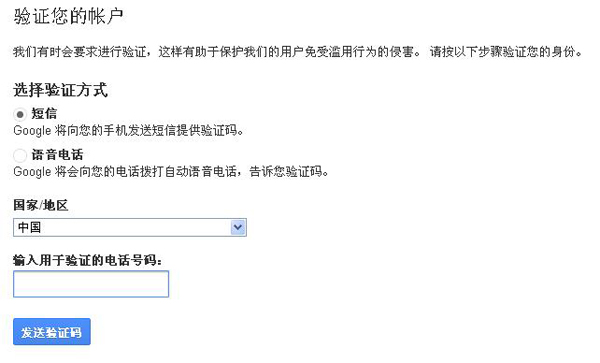 验证您的帐户
我们有时会要求进行验证，这样有助于保护我们的用户免受滥用行为的侵害。 请按以下步骤验证您的身份。
选择验证方式
短信
Google 将向您的手机发送短信提供验证码。
语音电话
Google 将会向您的电话拨打自动语音电话，告诉您验证码。
国家/地区
中国
输入用于验证的电话号码：
发送验证码